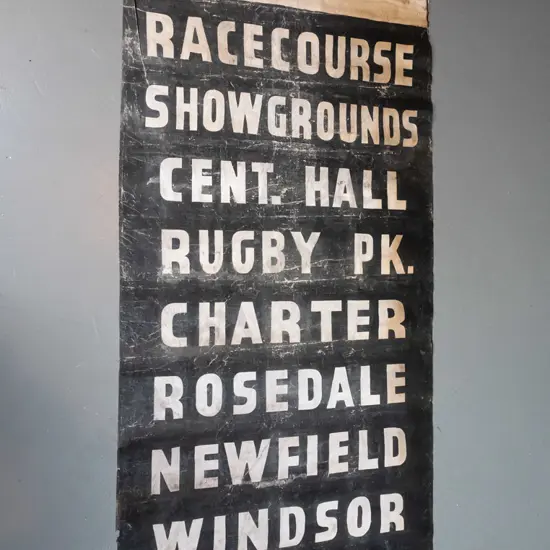 RACECOURSE
SHOWGROUNDS
CENT. HALL
RUGBY PK.
CHARTER
ROSEDALE
NEWFIELD
WINDSOR